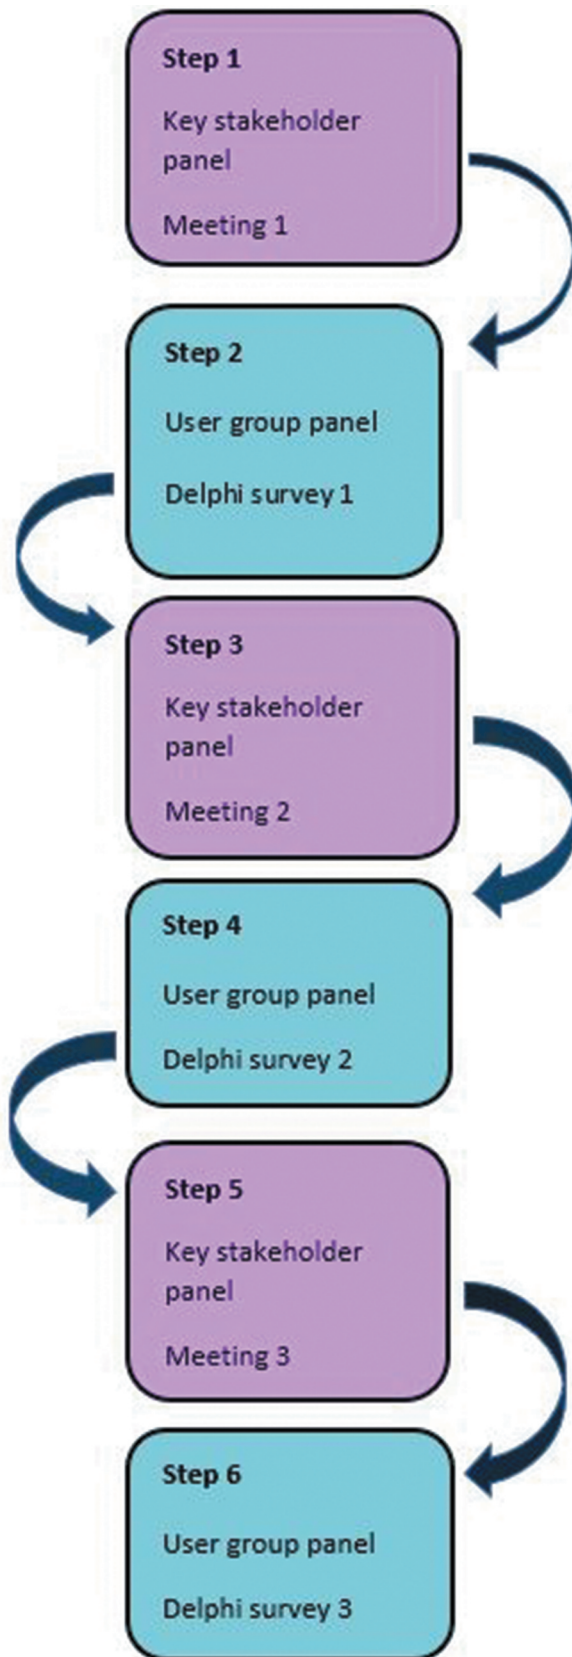 Step 1
Key stakeholder
panel
Meeting 1
Step 2
User group panel
Delphi survey 1
Step 3
Key stakeholder
panel
Meeting 2
Step 4
User group panel
Delphi survey 2
Step 5
Key stakeholder
panel
Meeting 3
Step 6
User group panel
Delphi survey 3